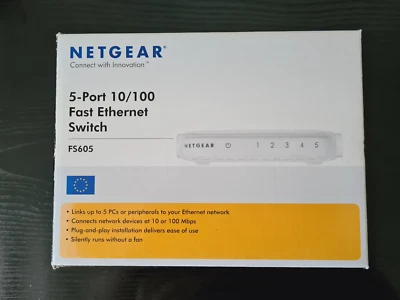 NETGEAR®
Connect with Innovation™
5-Port 10/100
Fast Ethernet
Switch
FS605
NETGEAR 1 2 3 4 5
• Links up to 5 PCs or peripherals to your Ethernet network
• Connects network devices at 10 or 100 Mbps
• Plug-and-play installation delivers ease of use
• Silently runs without a fan